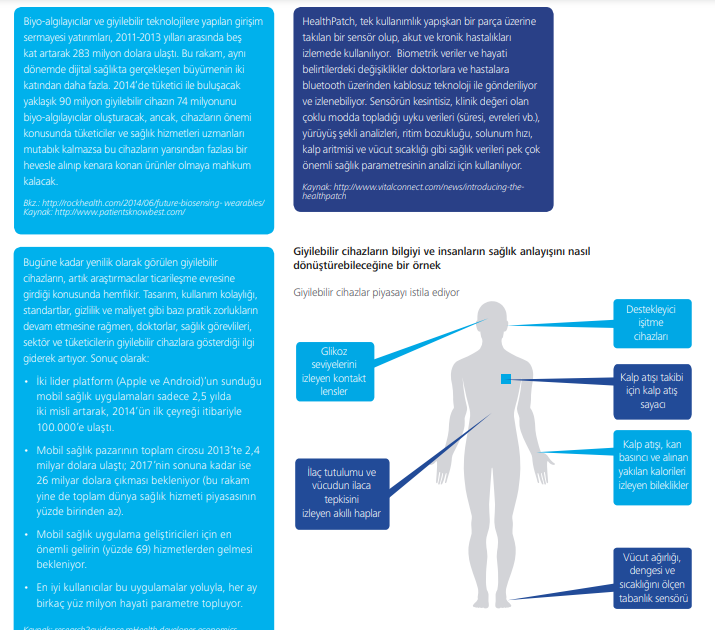 Biyo-algılayıcılar ve giyilebilir teknolojilere yapılan girişim
sermayesi yatırımları, 2011-2013 yılları arasında beş
kat artarak 283 milyon dolara ulaştı. Bu rakam, aynı
dönemde dijital sağlıkta gerçekleşen büyümenin iki
katından daha fazla. 2014'de tüketici ile buluşacak
yaklaşık 90 milyon giyilebilir cihazın 74 milyonunu
biyo-algılayıcılar oluşturacak, ancak, cihazların önemi
konusunda tüketiciler ve sağlık hizmetleri uzmanları
mutabık kalmazsa bu cihazların yarısından fazlası bir
hevesle alınıp kenara konan ürünler olmaya mahkum
kalacak.
Bkz.: http://rockhealth.com/2014/06/future-biosensing- wearables/
Kaynak: http://www.patientsknowbest.com/
HealthPatch, tek kullanımlık yapışkan bir parça üzerine
takılan bir sensör olup, akut ve kronik hastalıkları
izlemede kullanılıyor. Biometrik veriler ve hayati
belirtilerdeki değişiklikler doktorlara ve hastalara
bluetooth üzerinden kablosuz teknoloji ile gönderiliyor
ve izlenebiliyor. Sensörün kesintisiz, klinik değeri olan
çoklu modda topladığı uyku verileri (süresi, evreleri vb.),
yürüyüş şekli analizleri, ritim bozukluğu, solunum hızı,
kalp aritmisi ve vücut sıcaklığı gibi sağlık verileri pek çok
önemli sağlık parametresinin analizi için kullanılıyor.
Kaynak: http://www.vitalconnect.com/news/introducing-the-
healthpatch
Bugüne kadar yenilik olarak görülen giyilebilir
cihazların, artık araştırmacılar ticarileşme evresine
girdiği konusunda hemfikir. Tasarım, kullanım kolaylığı,
standartlar, gizlilik ve maliyet gibi bazı pratik zorlukların
devam etmesine rağmen, doktorlar, sağlık görevlileri,
sektör ve tüketicilerin giyilebilir cihazlara gösterdiği ilgi
giderek artıyor. Sonuç olarak:
• İki lider platform (Apple ve Android)'un sunduğu
mobil sağlık uygulamaları sadece 2,5 yılda
iki misli artarak, 2014'ün ilk çeyreği itibariyle
100.000'e ulaştı.
• Mobil sağlık pazarının toplam cirosu 2013'te 2,4
milyar dolara ulaştı; 2017'nin sonuna kadar ise
26 milyar dolara çıkması bekleniyor (bu rakam
yine de toplam dünya sağlık hizmeti piyasasının
yüzde birinden az).
• Mobil sağlık uygulama geliştiricileri için en
önemli gelirin (yüzde 69) hizmetlerden gelmesi
bekleniyor.
• En iyi kullanıcılar bu uygulamalar yoluyla, her ay
birkaç yüz milyon hayati parametre topluyor.
Giyilebilir cihazların bilgiyi ve insanların sağlık anlayışını nasıl
dönüştürebileceğine bir örnek
Giyilebilir cihazlar piyasayı istila ediyor
Glikoz
seviyelerini
izleyen kontakt
lensler
İlaç tutulumu ve
vücudun ilaca
tepkisini
izleyen akıllı haplar
Destekleyici
işitme
cihazları
Kalp atışı takibi
için kalp atış
sayacı
Kalp atışı, kan
basıncı ve alınan
yakılan kalorileri
izleyen bileklikler
Vücut ağırlığı,
dengesi ve
sıcaklığını ölçen
tabanlık sensörü